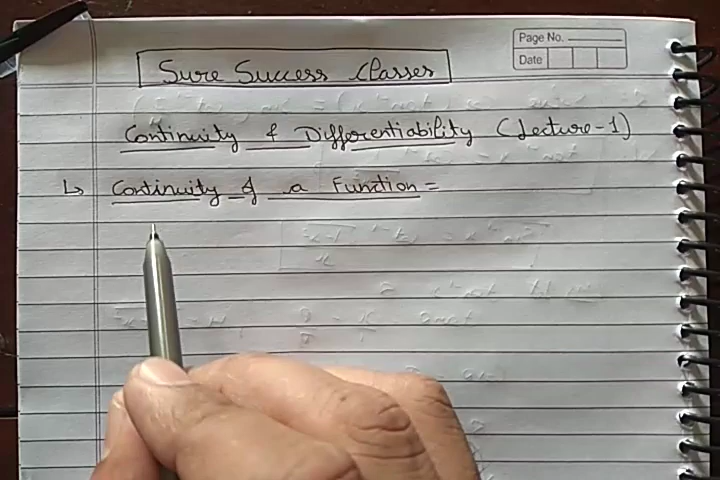 Page No.
Date
Sure Success Classes
Continuity & Differentiability (Lecture-1)
↳ Continuity of a Function =